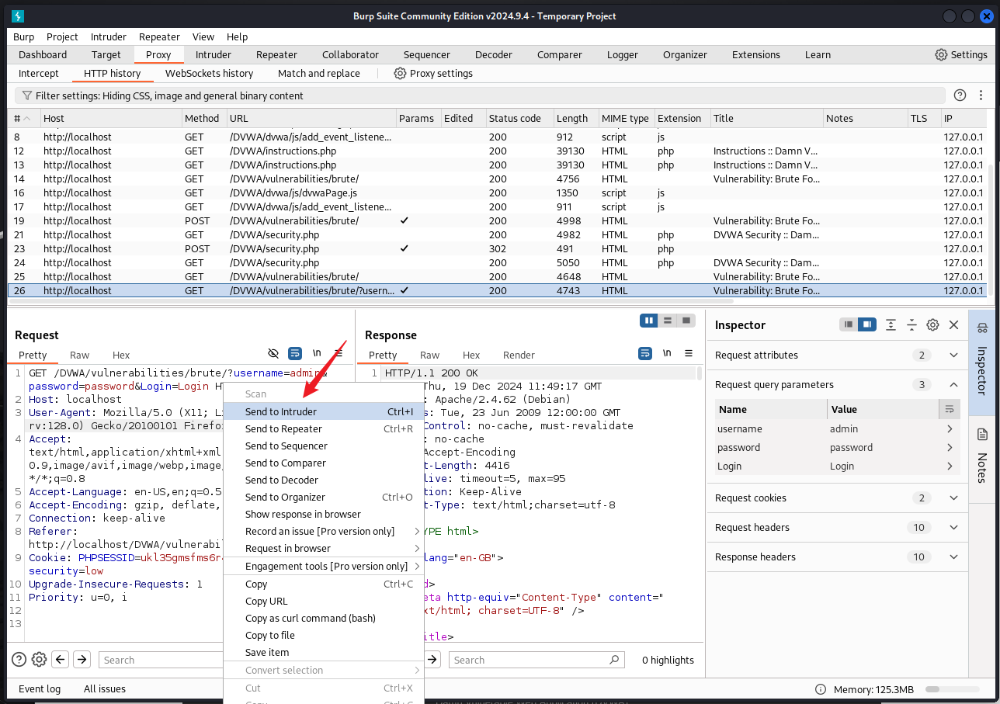 Burp Suite Community Edition v2024.9.4 - Temporary Project
Burp Project Intruder Repeater View Help
Dashboard Target Proxy Intruder Repeater Collaborator Sequencer Decoder Comparer Logger Organizer Extensions Learn Settings
Intercept HTTP history WebSockets history Match and replace Proxy settings
Filter settings: Hiding CSS, image and general binary content
# Host Method URL Params Edited Status code Length MIME type Extension Title Notes TLS IP
8 http://localhost GET /DVWA/dvwa/js/add_event_listene... 200 912 script js 127.0.0.1
12 http://localhost GET /DVWA/instructions.php 200 39130 HTML php Instructions :: Damn V... 127.0.0.1
13 http://localhost GET /DVWA/instructions.php 200 39130 HTML php Instructions :: Damn V... 127.0.0.1
14 http://localhost GET /DVWA/vulnerabilities/brute/ 200 4756 HTML Vulnerability: Brute Fo... 127.0.0.1
16 http://localhost GET /DVWA/dvwa/js/dvwaPage.js 200 1350 script js 127.0.0.1
17 http://localhost GET /DVWA/dvwa/js/add_event_listene... 200 911 script js 127.0.0.1
19 http://localhost POST /DVWA/vulnerabilities/brute/ ✓ 200 4998 HTML Vulnerability: Brute Fo... 127.0.0.1
21 http://localhost GET /DVWA/security.php 200 4982 HTML php DVWA Security :: Dam... 127.0.0.1
23 http://localhost POST /DVWA/security.php ✓ 302 491 HTML php 127.0.0.1
24 http://localhost GET /DVWA/security.php 200 5050 HTML php DVWA Security :: Dam... 127.0.0.1
25 http://localhost GET /DVWA/vulnerabilities/brute/ 200 4648 HTML Vulnerability: Brute Fo... 127.0.0.1
26 http://localhost GET /DVWA/vulnerabilities/brute/?usern... ✓ 200 4743 HTML Vulnerability: Brute Fo... 127.0.0.1
Request
Pretty Raw Hex \n
1 GET /DVWA/vulnerabilities/brute/?username=admin&
password=password&Login=Login H
2 Host: localhost
3 User-Agent: Mozilla/5.0 (X11; L
rv:128.0) Gecko/20100101 Firefo
4 Accept:
text/html,application/xhtml+xml
0.9,image/avif,image/webp,image/
*/*;q=0.8
5 Accept-Language: en-US,en;q=0.5
6 Accept-Encoding: gzip, deflate,
7 Connection: keep-alive
8 Referer:
http://localhost/DVWA/vulnerabil
9 Cookie: PHPSESSID=ukl35gmsfms6r
security=low
10 Upgrade-Insecure-Requests: 1
11 Priority: u=0, i
12
13
Search
Scan
Send to Intruder Ctrl+I
Send to Repeater Ctrl+R
Send to Sequencer
Send to Comparer
Send to Decoder
Send to Organizer Ctrl+O
Show response in browser
Record an issue [Pro version only]
Request in browser
Engagement tools [Pro version only]
Copy Ctrl+C
Copy URL
Copy as curl command (bash)
Copy to file
Save item
Convert selection
Cut Ctrl+X
Response
Pretty Raw Hex Render \n
1 HTTP/1.1 200 OK
Thu, 19 Dec 2024 11:49:17 GMT
: Apache/2.4.62 (Debian)
s: Tue, 23 Jun 2009 12:00:00 GMT
Control: no-cache, must-revalidate
: no-cache
Accept-Encoding
t-Length: 4416
live: timeout=5, max=95
tion: Keep-Alive
t-Type: text/html;charset=utf-8
YPE html>
lang="en-GB">
d>
eta http-equiv="Content-Type" content="
xt/html; charset=UTF-8" />
itle>
Search 0 highlights
Inspector
Request attributes 2
Request query parameters 3
Name Value
username admin
password password
Login Login
Request cookies 2
Request headers 10
Response headers 10
Inspector
Notes
Event log All issues Memory: 125.3MB